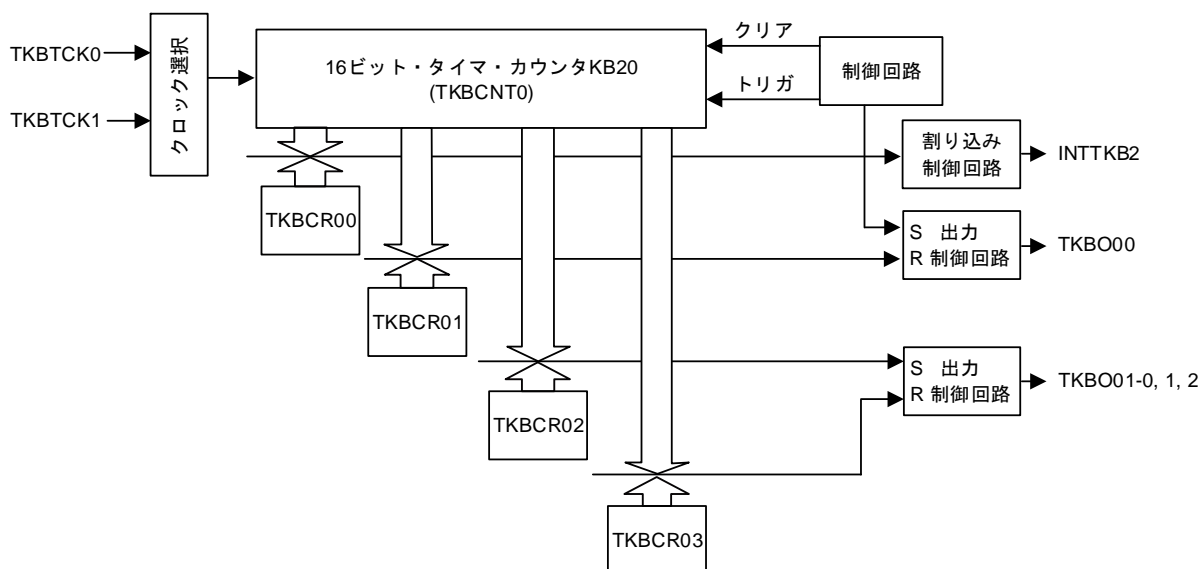 TKBTCK0
TKBTCK1
クロック選択
16ビット・タイマ・カウンタKB20
(TKBCNT0)
クリア
トリガ
制御回路
割り込み
制御回路
INTTKB2
TKBCR00
S 出力
R 制御回路
TKBO00
TKBCR01
S 出力
R 制御回路
TKBO01-0, 1, 2
TKBCR02
TKBCR03